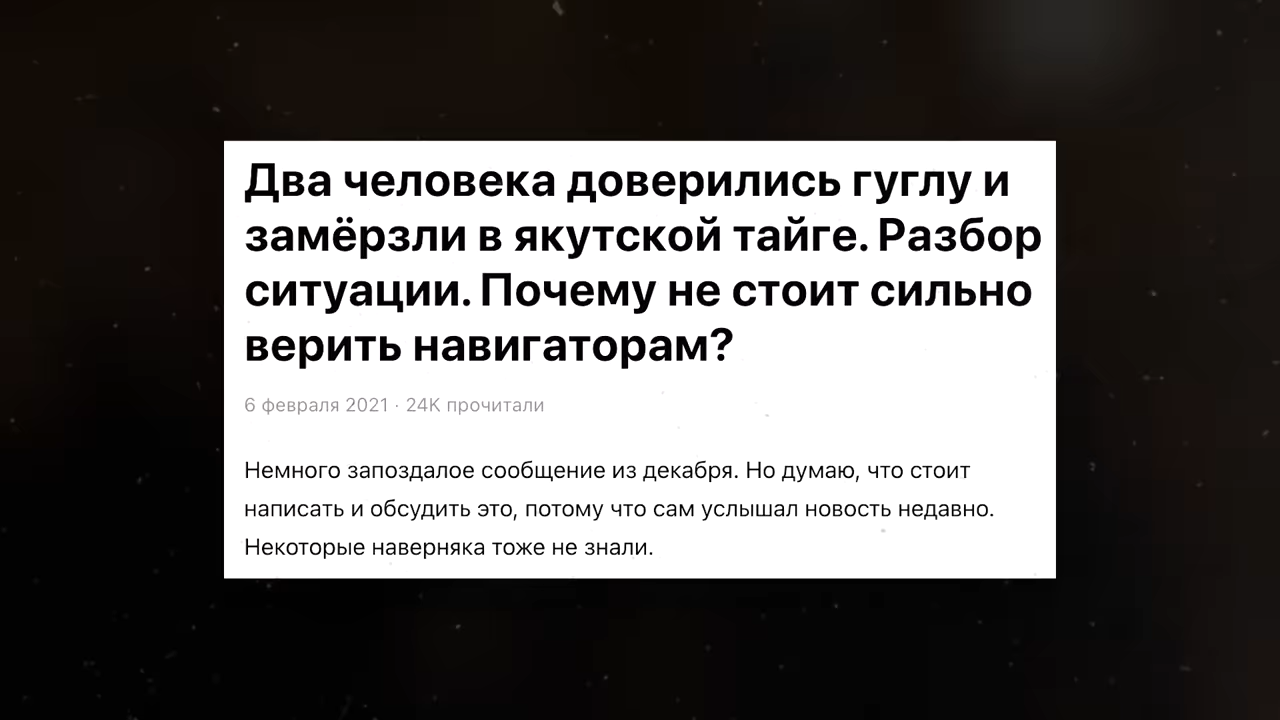 Два человека доверились гуглу и
замёрзли в якутской тайге. Разбор
ситуации. Почему не стоит сильно
верить навигаторам?
6 февраля 2021 · 24K прочитали
Немного запоздалое сообщение из декабря. Но думаю, что стоит
написать и обсудить это, потому что сам услышал новость недавно.
Некоторые наверняка тоже не знали.